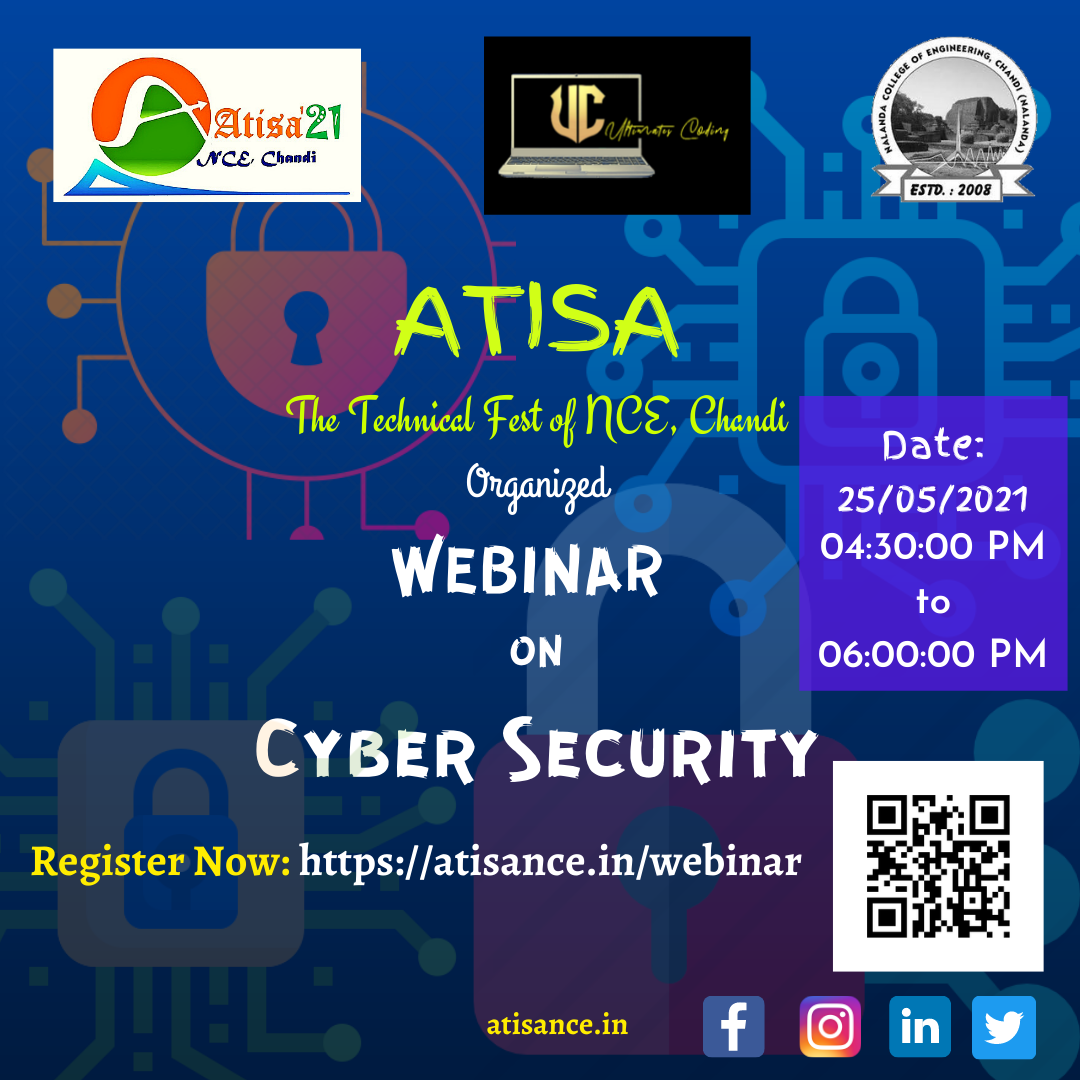 Atisa'21
NCE Chandi
UC Ultimates Coding
NALANDA COLLEGE OF ENGINEERING, CHANDI (NALANDA)
ESTD. : 2008
ATISA
The Technical Fest of NCE, Chandi
Organized
WEBINAR
ON
CYBER SECURITY
Date:
25/05/2021
04:30:00 PM
to
06:00:00 PM
Register Now: https://atisance.in/webinar
atisance.in
f
in